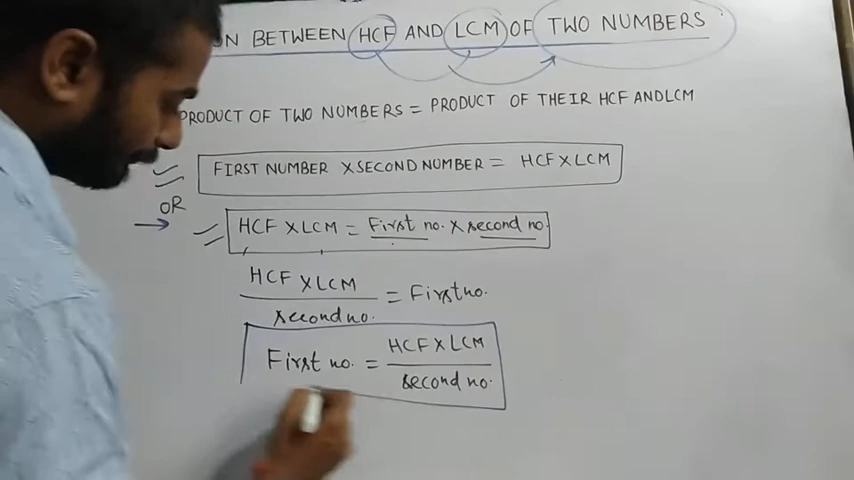 ON BETWEEN HCF AND LCM OF TWO NUMBERS
PRODUCT OF TWO NUMBERS = PRODUCT OF THEIR HCF AND LCM
FIRST NUMBER X SECOND NUMBER = HCF X LCM
OR
HCF X LCM = First no. X second no.
HCF X LCM
second no. = First no.
First no. = HCF X LCM
second no.